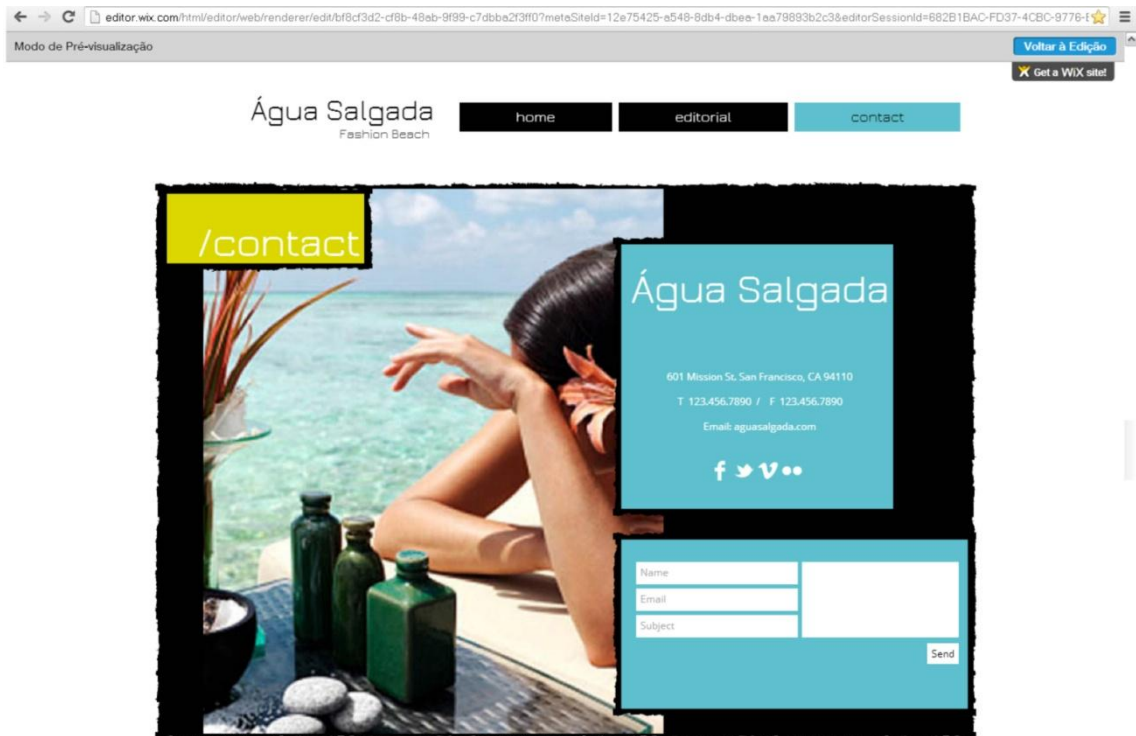 editor.wix.com/html/editor/web/renderer/edit/bf8cf3d2-cf8b-48ab-9f99-c7dbba2f3ff0?metaSiteId=12e75425-a548-8db4-dbea-1aa79893b2c3&editorSessionId=682B1BAC-FD37-4CBC-9776-
Modo de Pré-visualização
Voltar à Edição
Get a WiX site!
Água Salgada
Fashion Beach
home
editorial
contact
/contact
Água Salgada
601 Mission St. San Francisco, CA 94110
T 123.456.7890 / F 123.456.7890
Email: aguasalgada.com
Name
Email
Subject
Send